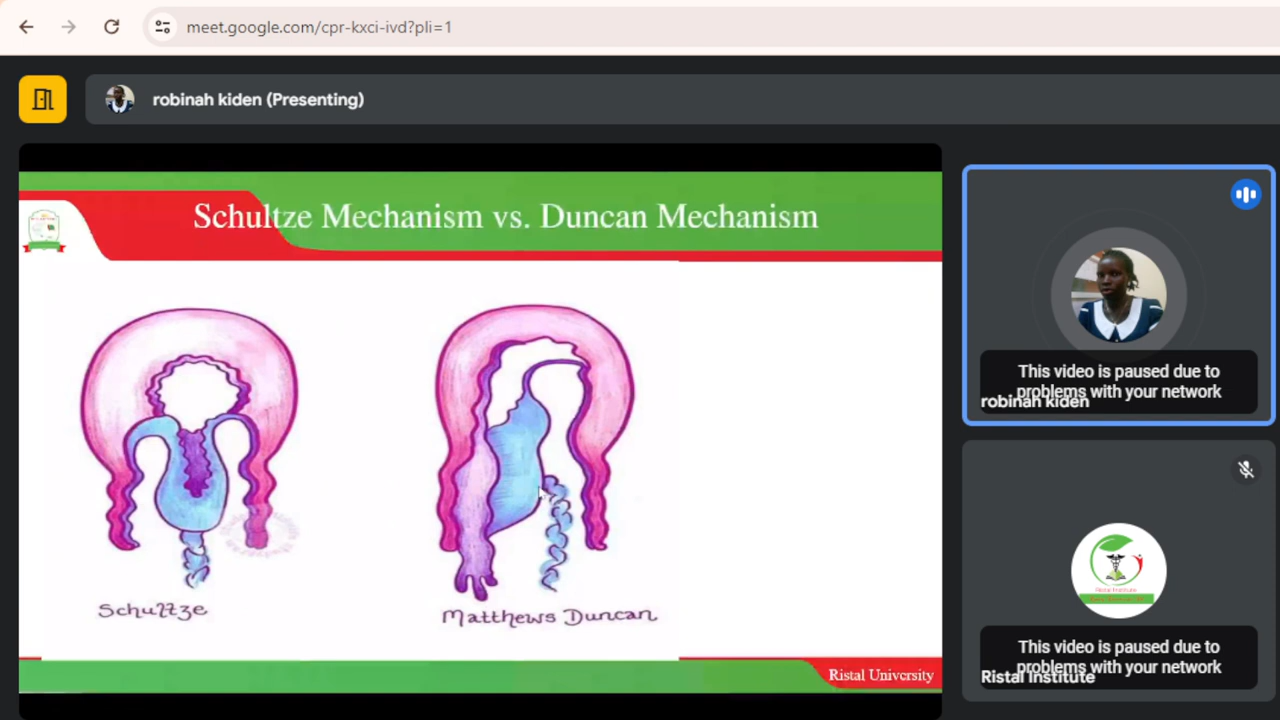 meet.google.com/cpr-kxci-ivd?pli=1
robinah kiden (Presenting)
Schultze Mechanism vs. Duncan Mechanism
Schultze
Matthews Duncan
Ristal University
This video is paused due to
problems with your network
robinah kiden
Ristal Institute
This video is paused due to
problems with your network
Ristal Institute